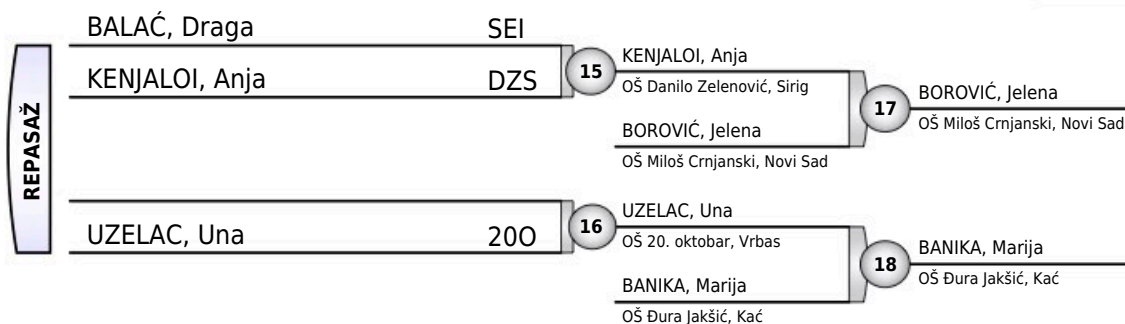 REPASAŽ
BALAĆ, Draga SEI
KENJALOI, Anja DZS
15
KENJALOI, Anja
OŠ Danilo Zelenović, Sirig
BOROVIĆ, Jelena
OŠ Miloš Crnjanski, Novi Sad
17
BOROVIĆ, Jelena
OŠ Miloš Crnjanski, Novi Sad
UZELAC, Una 20O
16
UZELAC, Una
OŠ 20. oktobar, Vrbas
BANIKA, Marija
OŠ Đura Jakšić, Kać
18
BANIKA, Marija
OŠ Đura Jakšić, Kać